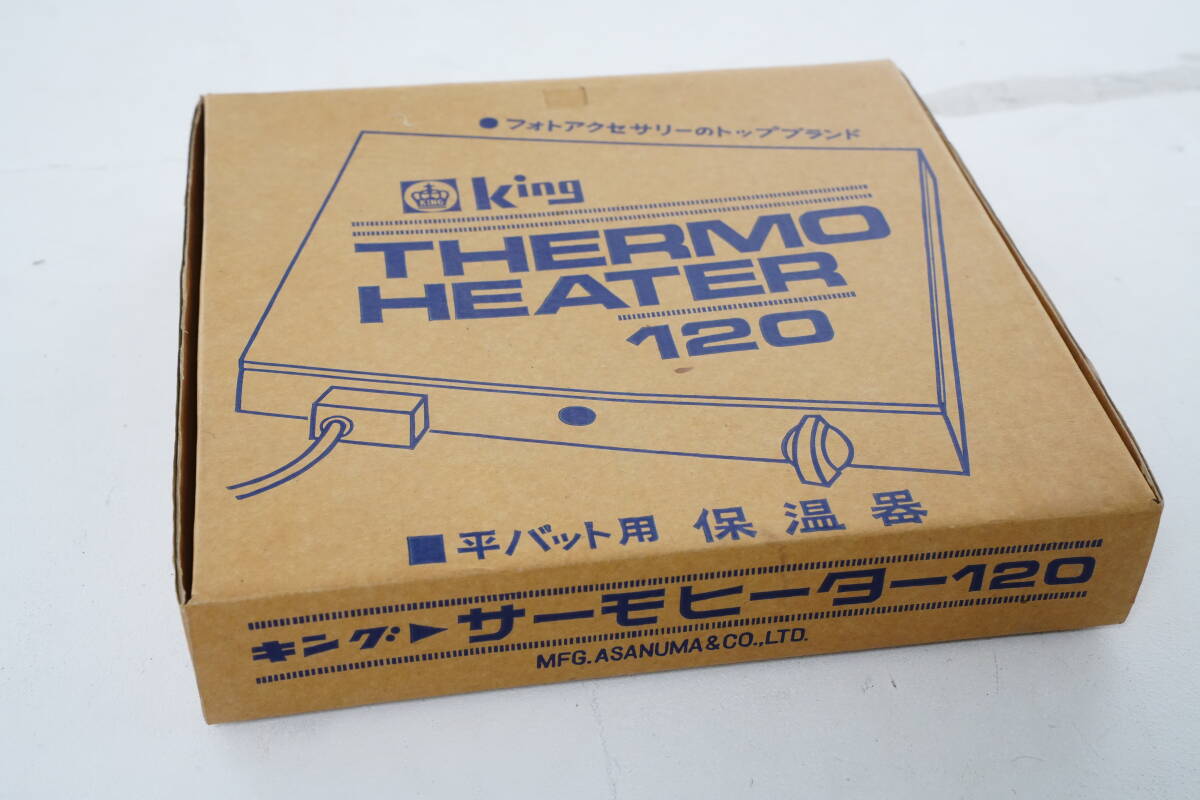 ●フォトアクセサリーのトップブランド
KING king
THERMO
HEATER
120
■平バット用 保温器
キング▶サーモヒーター120
MFG. ASANUMA & CO., LTD.